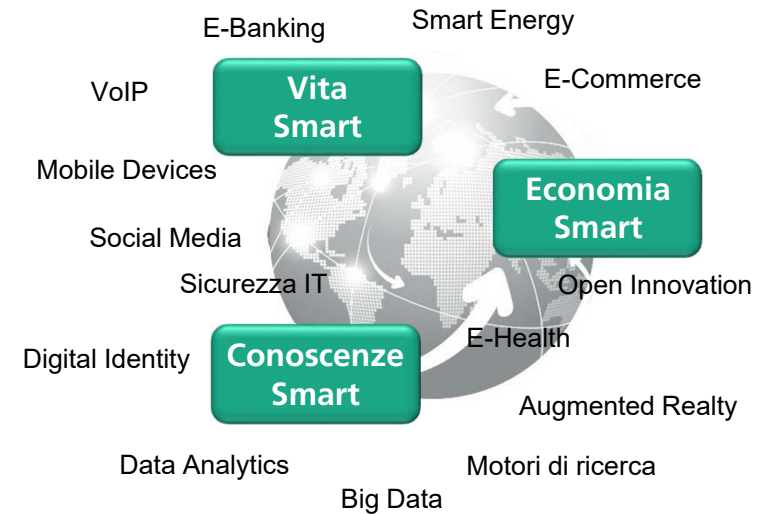 E-Banking
Smart Energy
VoIP
Vita
Smart
E-Commerce
Mobile Devices
Economia
Smart
Social Media
Sicurezza IT
Open Innovation
E-Health
Digital Identity
Conoscenze
Smart
Augmented Realty
Data Analytics
Motori di ricerca
Big Data